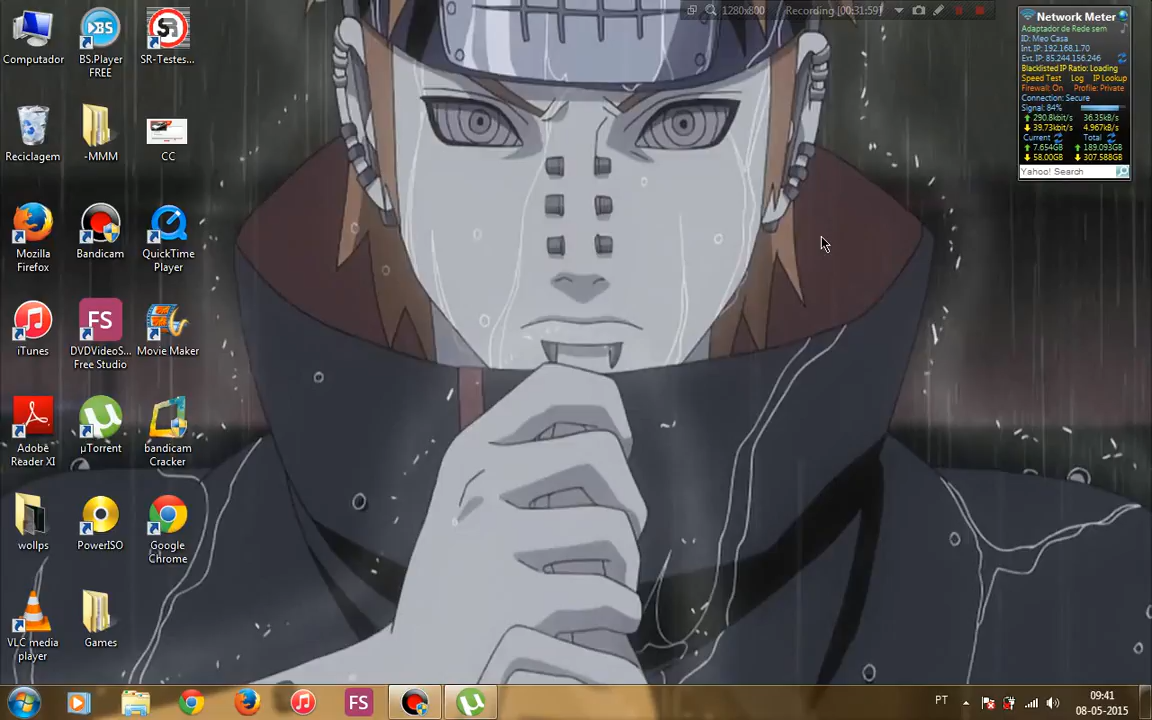 1280x800
Recording [00:31:59]
Computador
BS.Player
FREE
SR-Testes...
Reciclagem
-MMM
CC
Mozilla
Firefox
Bandicam
QuickTime
Player
iTunes
FS
DVDVideoS...
Free Studio
Movie Maker
Adobe
Reader XI
µTorrent
bandicam
Cracker
wollps
PowerISO
Google
Chrome
VLC media
player
Games
Network Meter
Adaptador de Rede sem
ID: Meo Casa
Int. IP: 192.168.1.70
Ext. IP: 85.244.156.246
Blacklisted IP Ratio: Loading
Speed Test Log IP Lookup
Firewall: On Profile: Private
Connection: Secure
Signal: 84%
290.8kbit/s 36.35kB/s
39.73kbit/s 4.967kB/s
Current Total
7.654GB 189.093GB
58.00GB 307.588GB
Yahoo! Search
FS
PT
09:41
08-05-2015